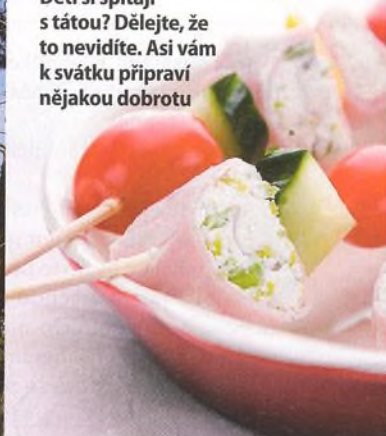 Děti si špitají
s tátou? Dělejte, že
to nevidíte. Asi vám
k svátku připraví
nějakou dobrotu